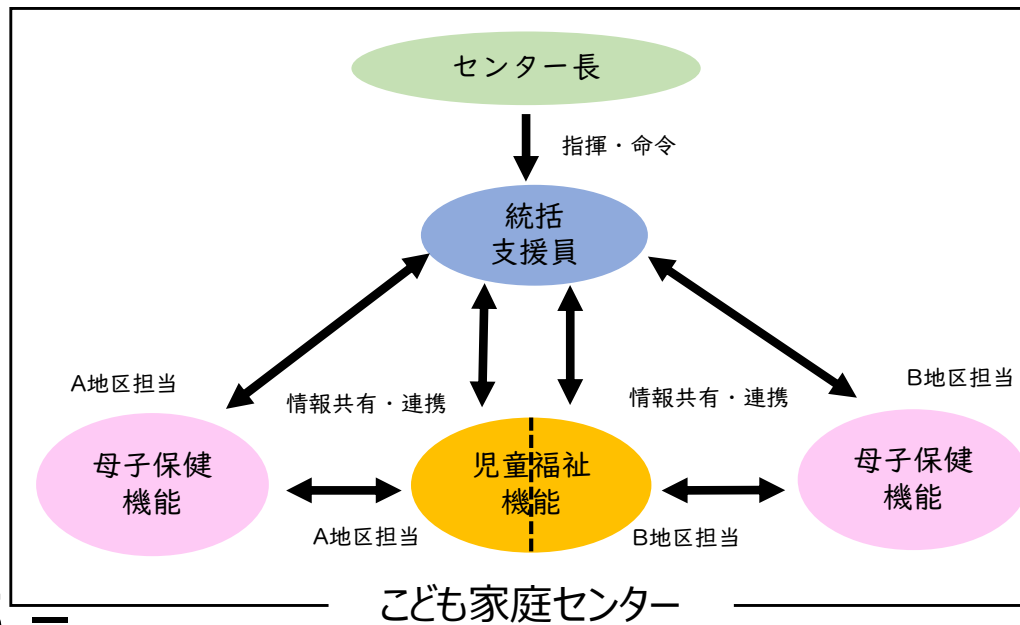 センター長
指揮・命令
統括
支援員
A地区担当
B地区担当
情報共有・連携
情報共有・連携
母子保健
機能
児童福祉
機能
母子保健
機能
A地区担当
B地区担当
こども家庭センター